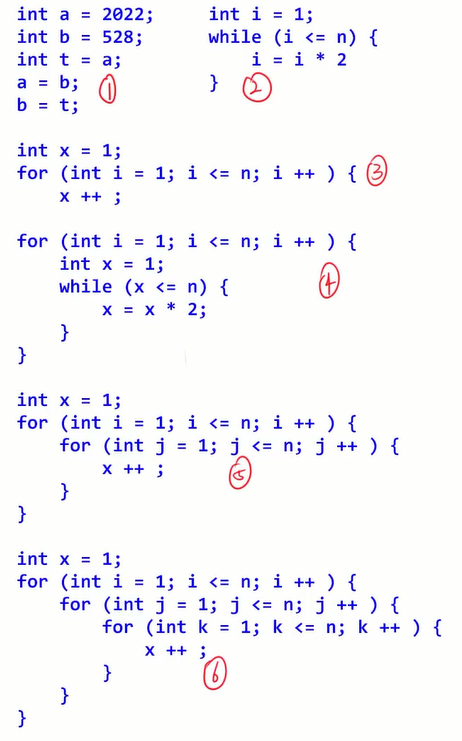 int a = 2022;
int b = 528;
int t = a;
a = b;
b = t;
①
int i = 1;
while (i <= n) {
    i = i * 2
}
②
int x = 1;
for (int i = 1; i <= n; i ++ ) { ③
    x ++ ;
for (int i = 1; i <= n; i ++ ) {
    int x = 1;
    while (x <= n) {
        x = x * 2;
    }
}
④
int x = 1;
for (int i = 1; i <= n; i ++ ) {
    for (int j = 1; j <= n; j ++ ) {
        x ++ ;
    }
}
⑤
int x = 1;
for (int i = 1; i <= n; i ++ ) {
    for (int j = 1; j <= n; j ++ ) {
        for (int k = 1; k <= n; k ++ ) {
            x ++ ;
        }
    }
}
⑥